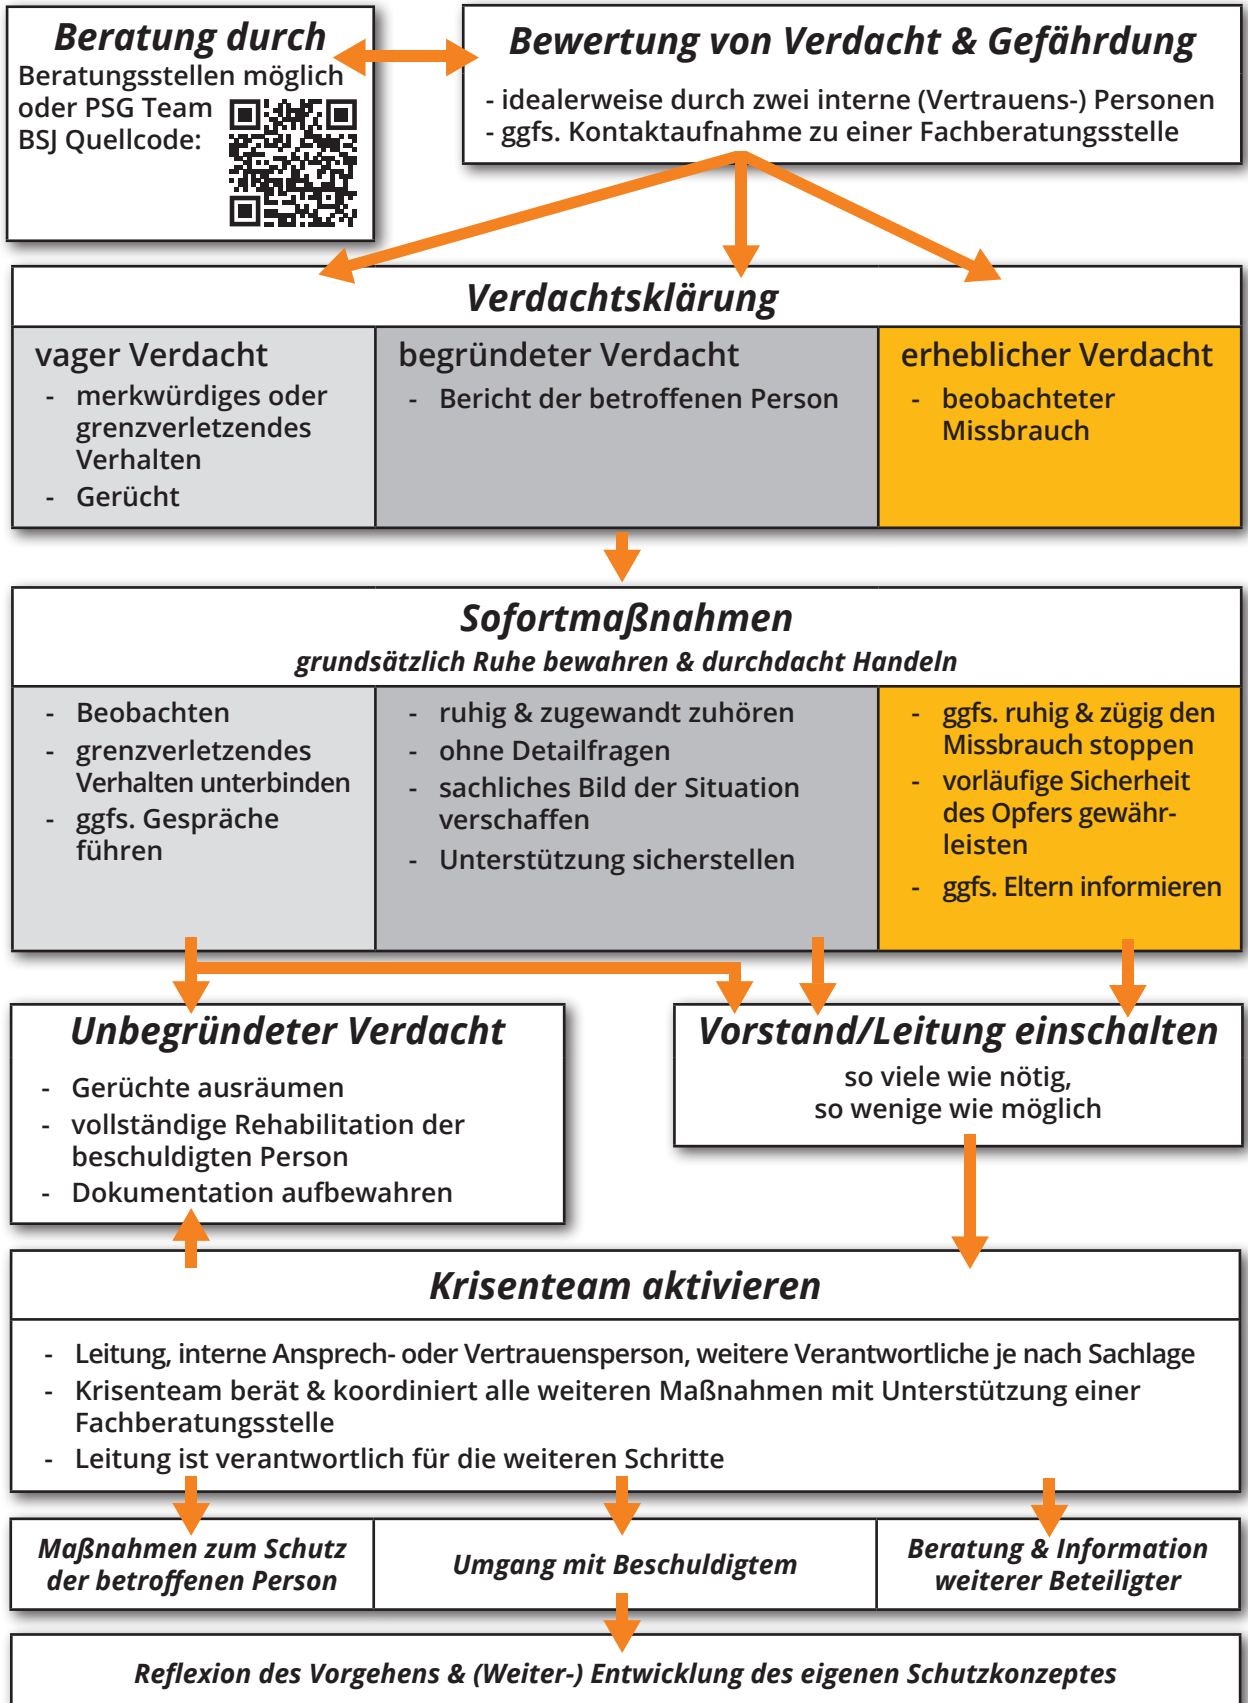 Beratung durch
Beratungsstellen möglich
oder PSG Team
BSJ Quellcode:
Bewertung von Verdacht & Gefährdung
- idealerweise durch zwei interne (Vertrauens-) Personen
- ggfs. Kontaktaufnahme zu einer Fachberatungsstelle
Verdachtsklärung
vager Verdacht
- merkwürdiges oder
grenzverletzendes
Verhalten
- Gerücht
begründeter Verdacht
- Bericht der betroffenen Person
erheblicher Verdacht
- beobachteter
Missbrauch
Sofortmaßnahmen
grundsätzlich Ruhe bewahren & durchdacht Handeln
- Beobachten
- grenzverletzendes
Verhalten unterbinden
- ggfs. Gespräche
führen
- ruhig & zugewandt zuhören
- ohne Detailfragen
- sachliches Bild der Situation
verschaffen
- Unterstützung sicherstellen
- ggfs. ruhig & zügig den
Missbrauch stoppen
- vorläufige Sicherheit
des Opfers gewähr-
leisten
- ggfs. Eltern informieren
Unbegründeter Verdacht
- Gerüchte ausräumen
- vollständige Rehabilitation der
beschuldigten Person
- Dokumentation aufbewahren
Vorstand/Leitung einschalten
so viele wie nötig,
so wenige wie möglich
Krisenteam aktivieren
- Leitung, interne Ansprech- oder Vertrauensperson, weitere Verantwortliche je nach Sachlage
- Krisenteam berät & koordiniert alle weiteren Maßnahmen mit Unterstützung einer
Fachberatungsstelle
- Leitung ist verantwortlich für die weiteren Schritte
Maßnahmen zum Schutz
der betroffenen Person
Umgang mit Beschuldigtem
Beratung & Information
weiterer Beteiligter
Reflexion des Vorgehens & (Weiter-) Entwicklung des eigenen Schutzkonzeptes